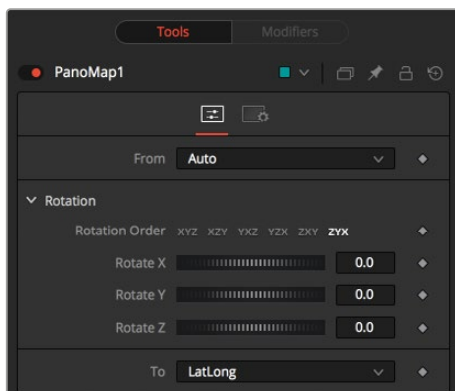 Tools Modifiers
PanoMap1
From Auto
Rotation
Rotation Order XYZ XZY YXZ YZX ZXY ZYX
Rotate X 0.0
Rotate Y 0.0
Rotate Z 0.0
To LatLong